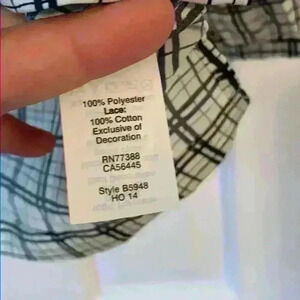 100% Polyester
Lace:
100% Cotton
Exclusive of
Decoration
RN77388
CA56445
Style B5948
HO 14